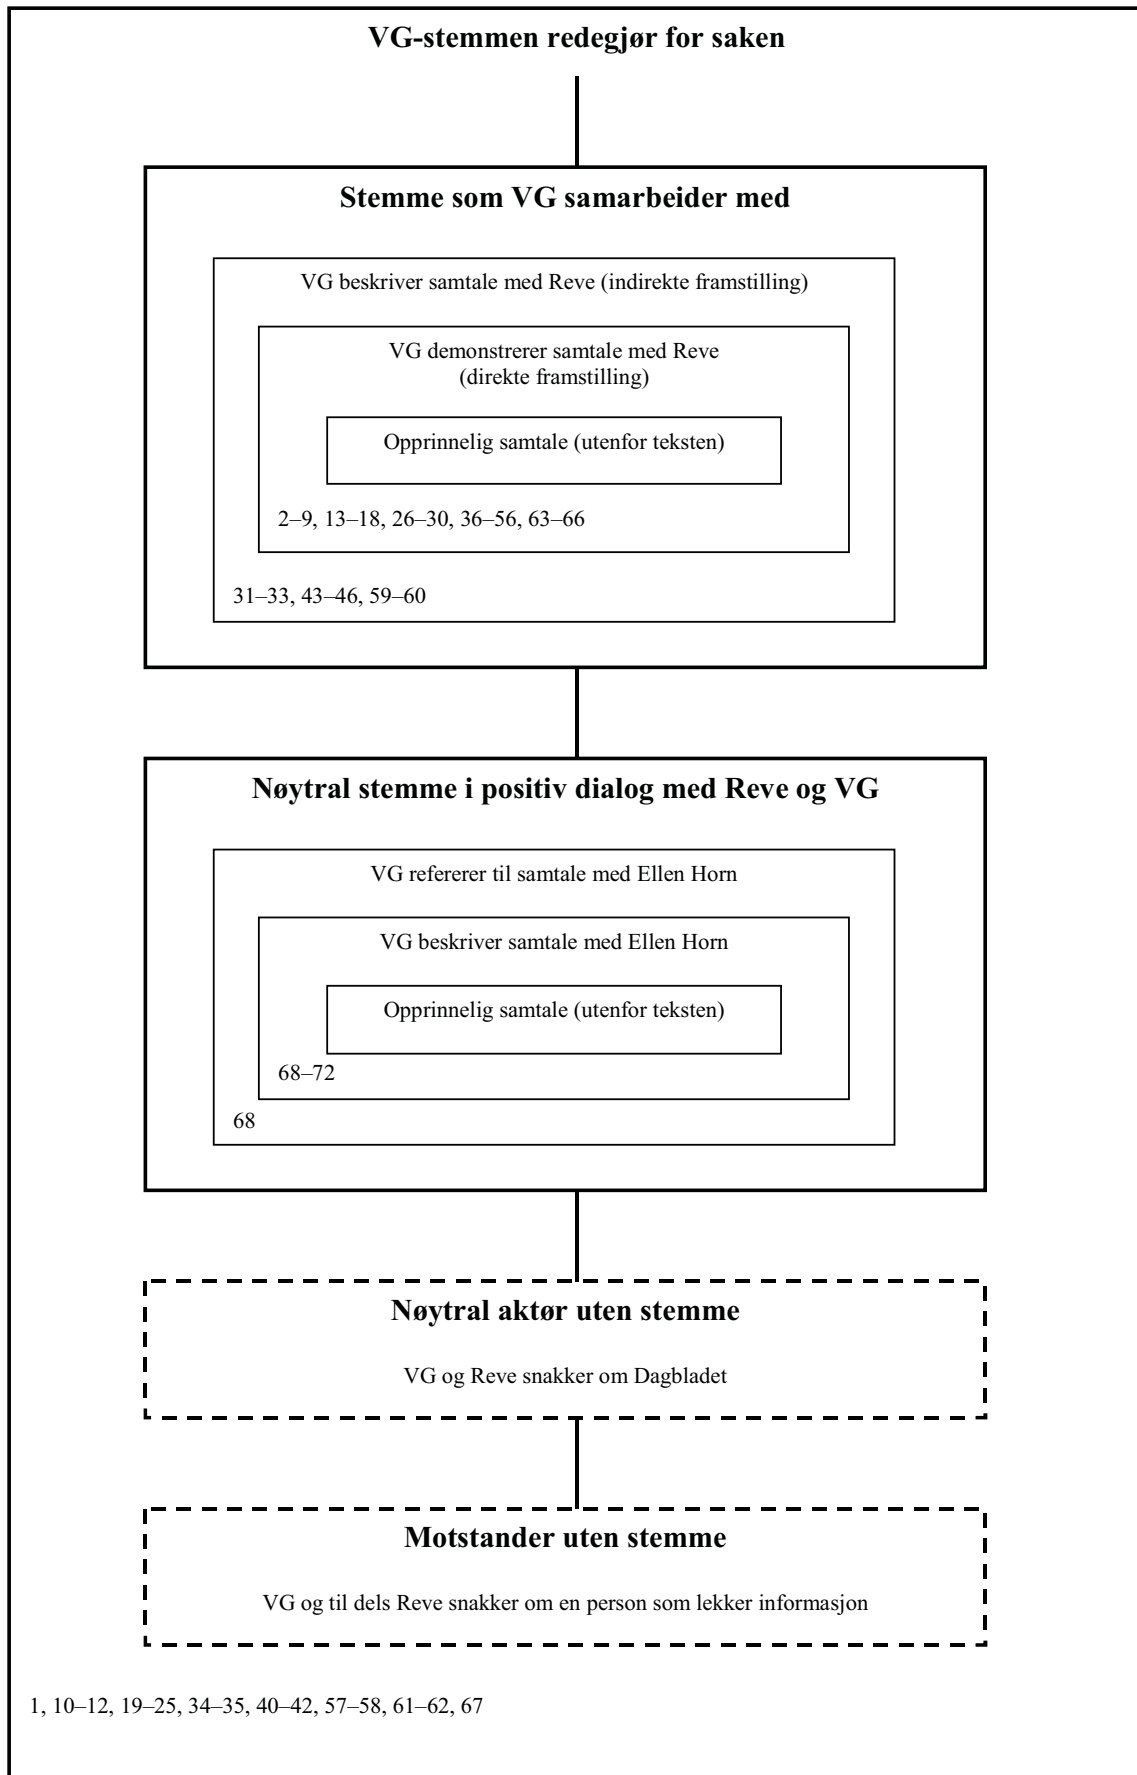 VG-stemmen redegjør for saken
Stemme som VG samarbeider med
VG beskriver samtale med Reve (indirekte framstilling)
VG demonstrerer samtale med Reve
(direkte framstilling)
Opprinnelig samtale (utenfor teksten)
2–9, 13–18, 26–30, 36–56, 63–66
31–33, 43–46, 59–60
Nøytral stemme i positiv dialog med Reve og VG
VG refererer til samtale med Ellen Horn
VG beskriver samtale med Ellen Horn
Opprinnelig samtale (utenfor teksten)
68–72
68
Nøytral aktør uten stemme
VG og Reve snakker om Dagbladet
Motstander uten stemme
VG og til dels Reve snakker om en person som lekker informasjon
1, 10–12, 19–25, 34–35, 40–42, 57–58, 61–62, 67